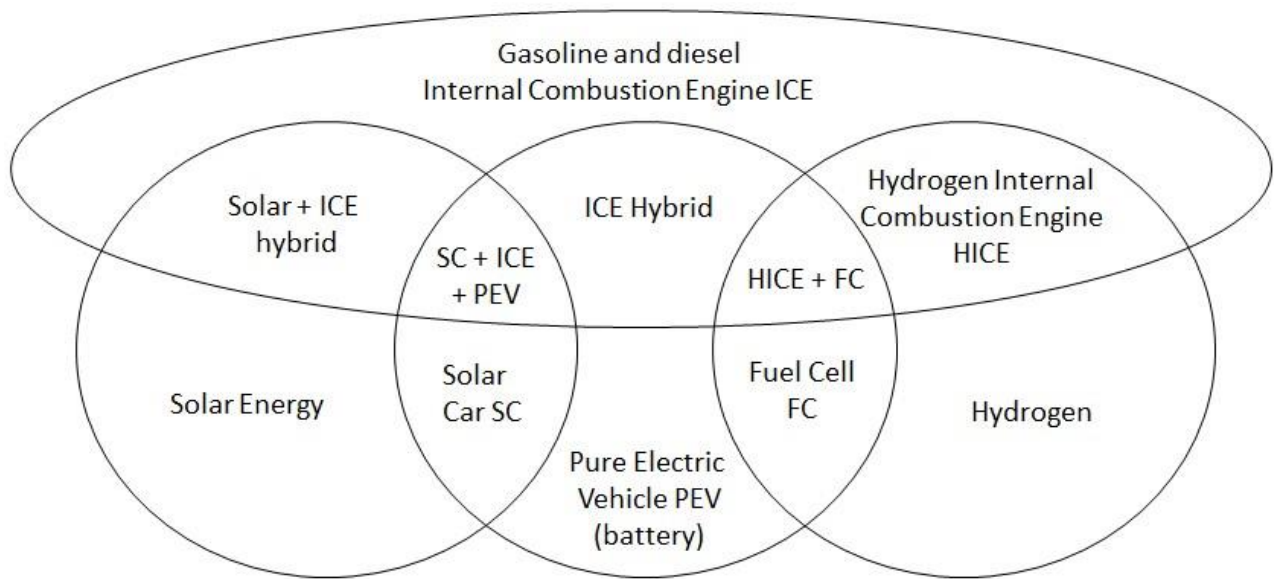 Gasoline and diesel
Internal Combustion Engine ICE
Solar + ICE
hybrid
ICE Hybrid
Hydrogen Internal
Combustion Engine
HICE
SC + ICE
+ PEV
HICE + FC
Solar Energy
Solar
Car SC
Fuel Cell
FC
Hydrogen
Pure Electric
Vehicle PEV
(battery)